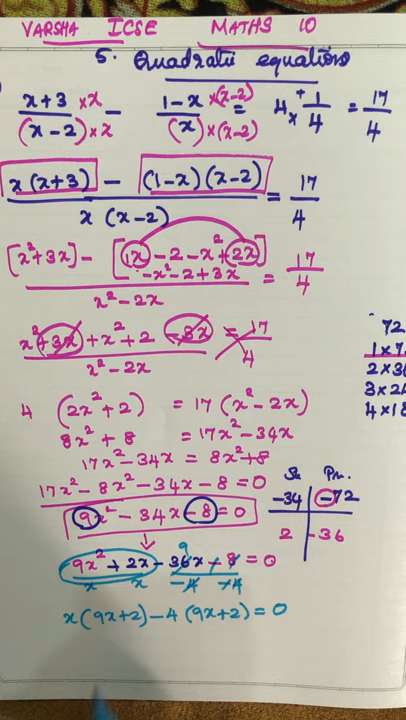 VARSHA ICSE MATHS 10
5. Quadratic equations
(x+3)×x/(x-2)×x - (1-x)×(x-2)/(x)×(x-2) = 4 × + 1/4 = 17/4
x(x+3) - (1-x)(x-2)/x(x-2) = 17/4
[x²+3x] - [1x-2-x²+2x]
-x²-2+3x
/x²-2x = 17/4
x²+3x+x²+2-3x/x²-2x = 17/4
4 (2x²+2) = 17(x²-2x)
8x²+8 = 17x²-34x
17x²-34x = 8x²+8
17x²-8x²-34x-8=0
9x²-34x-8=0
9x²+2x-36x-8=0
x x 9 -4 -4
x(9x+2)-4(9x+2)=0
72
1×7
2×36
3×24
4×18
Su Pr.
-34 -72
2 -36